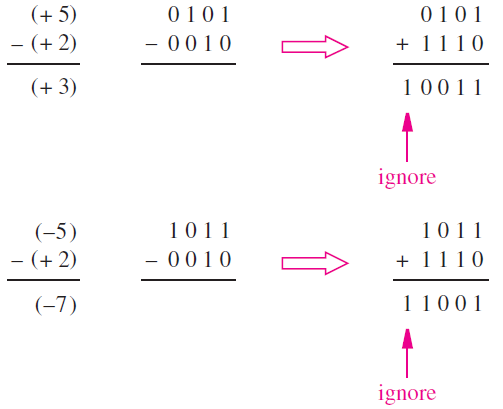 (+ 5) 0 1 0 1 0 1 0 1
– (+ 2) – 0 0 1 0 + 1 1 1 0
(+ 3) 1 0 0 1 1
ignore
(–5) 1 0 1 1 1 0 1 1
– (+ 2) – 0 0 1 0 + 1 1 1 0
(–7) 1 1 0 0 1
ignore